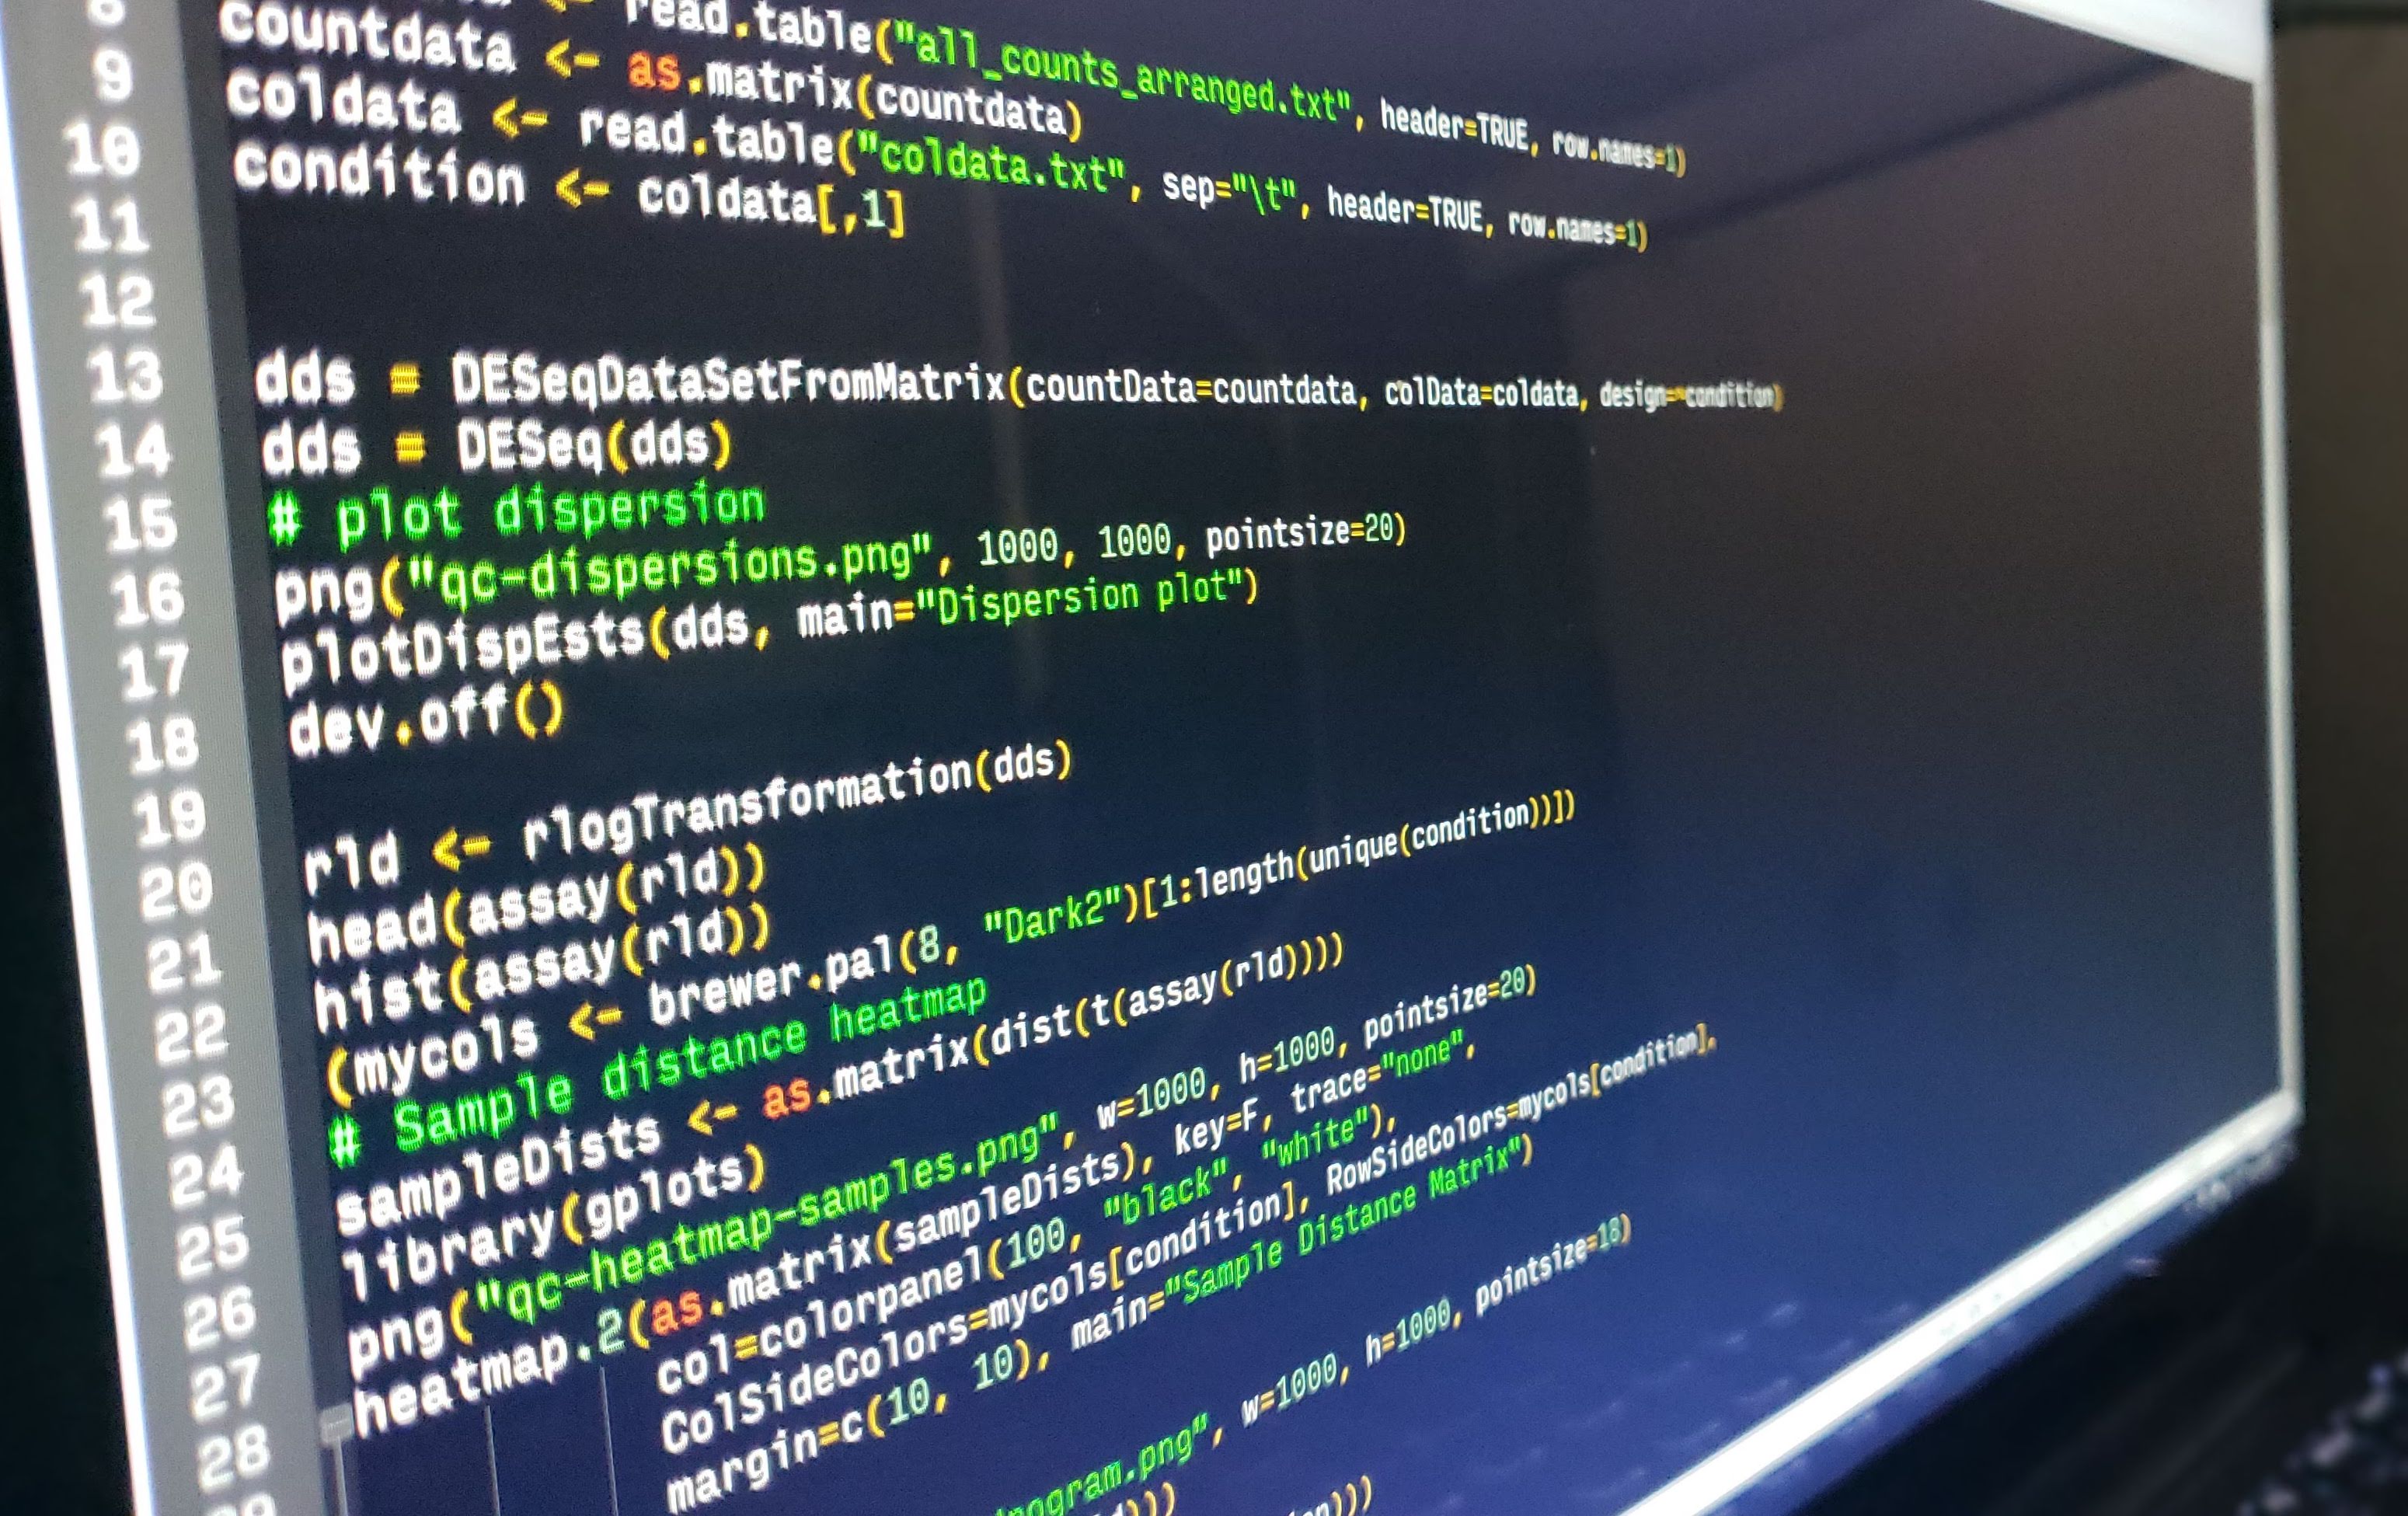 <- read.table("all_counts_arranged.txt", header=TRUE, row.names=1)
8 countdata <- as.matrix(countdata)
9 coldata <- read.table("coldata.txt", sep="\t", header=TRUE, row.names=1)
10 condition <- coldata[,1]
11
12
13 dds = DESeqDataSetFromMatrix(countData=countdata, colData=coldata, design=~condition)
14 dds = DESeq(dds)
15 # plot dispersion
16 png("qc-dispersions.png", 1000, 1000, pointsize=20)
17 plotDispEsts(dds, main="Dispersion plot")
18 dev.off()
19
20 rld <- rlogTransformation(dds)
21 head(assay(rld))
22 hist(assay(rld))
23 (mycols <- brewer.pal(8, "Dark2")[1:length(unique(condition))])
24 # Sample distance heatmap
25 sampleDists <- as.matrix(dist(t(assay(rld))))
26 library(gplots)
27 png("qc-heatmap-samples.png", w=1000, h=1000, pointsize=20)
28 heatmap.2(as.matrix(sampleDists), key=F, trace="none",
29 col=colorpanel(100, "black", "white"),
ColSideColors=mycols[condition], RowSideColors=mycols[condition],
margin=c(10, 10), main="Sample Distance Matrix")
w=1000, h=1000, pointsize=18)